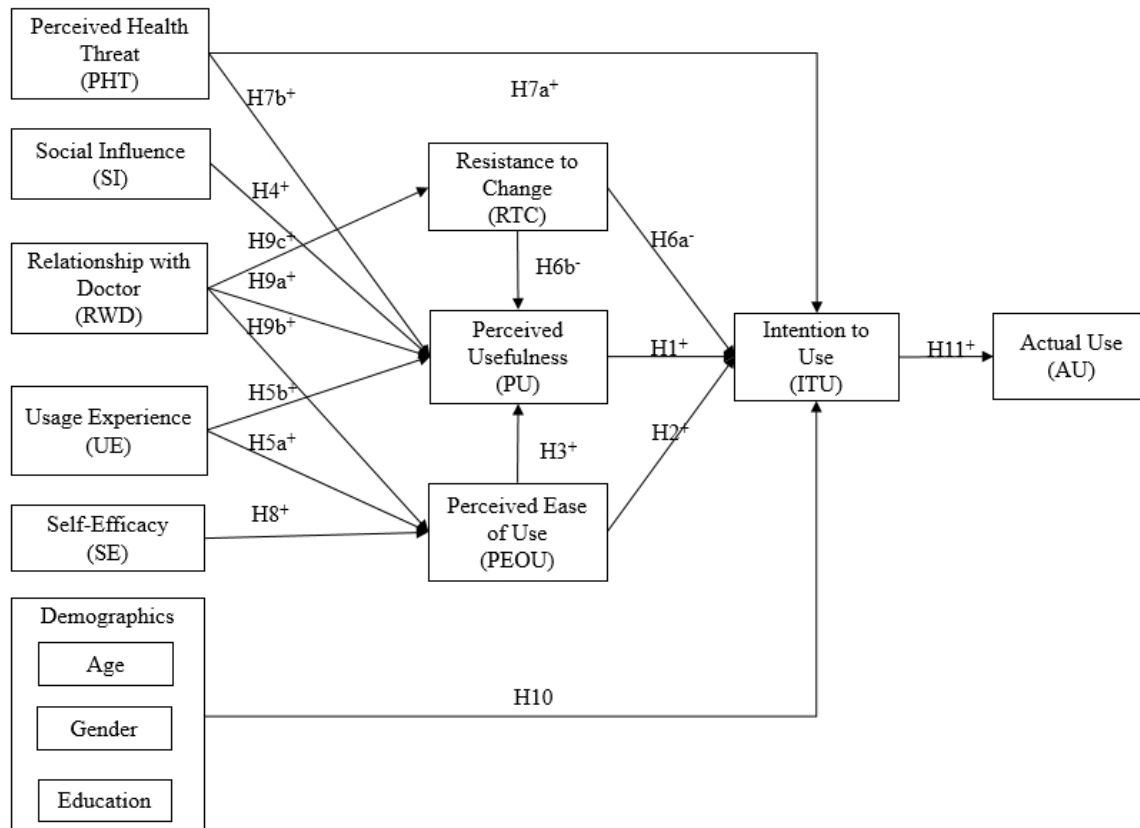 Perceived Health
Threat
(PHT)
H7a⁺
H7b⁺
Social Influence
(SI)
H4⁺
Resistance to
Change
(RTC)
H9c⁺
H6a⁻
Relationship with
Doctor
(RWD)
H9a⁺
H6b⁻
H9b⁺
Perceived
Usefulness
(PU)
H1⁺
Intention to
Use
(ITU)
H11⁺
Actual Use
(AU)
Usage Experience
(UE)
H5b⁺
H5a⁺
H3⁺
H2⁺
Self-Efficacy
(SE)
H8⁺
Perceived Ease
of Use
(PEOU)
Demographics
Age
Gender
Education
H10